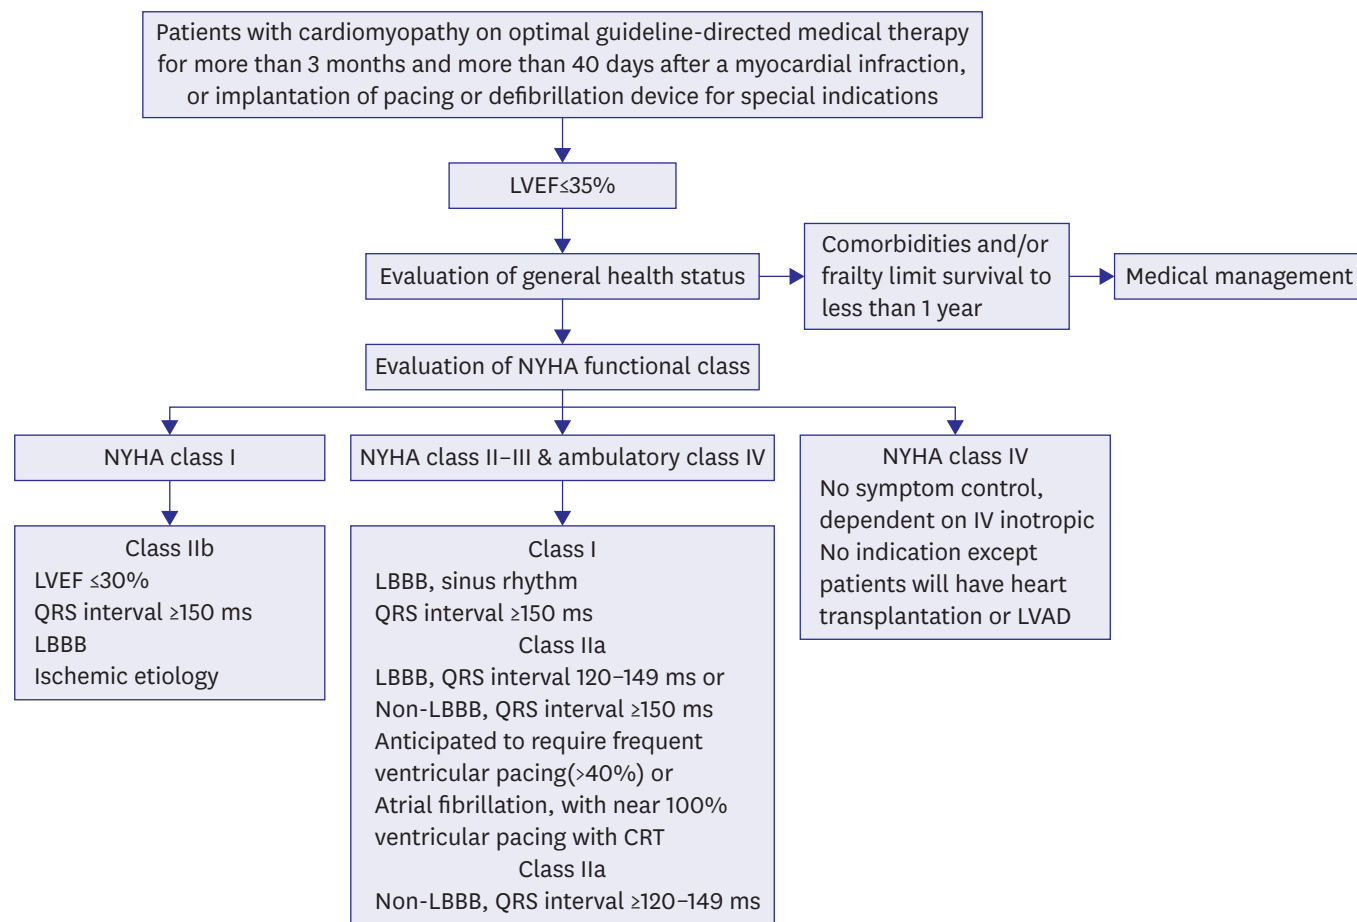 Patients with cardiomyopathy on optimal guideline-directed medical therapy
for more than 3 months and more than 40 days after a myocardial infraction,
or implantation of pacing or defibrillation device for special indications
LVEF≤35%
Evaluation of general health status
Comorbidities and/or
frailty limit survival to
less than 1 year
Medical management
Evaluation of NYHA functional class
NYHA class I
Class IIb
LVEF ≤30%
QRS interval ≥150 ms
LBBB
Ischemic etiology
NYHA class II–III & ambulatory class IV
Class I
LBBB, sinus rhythm
QRS interval ≥150 ms
Class IIa
LBBB, QRS interval 120–149 ms or
Non-LBBB, QRS interval ≥150 ms
Anticipated to require frequent
ventricular pacing(>40%) or
Atrial fibrillation, with near 100%
ventricular pacing with CRT
Class IIa
Non-LBBB, QRS interval ≥120–149 ms
NYHA class IV
No symptom control,
dependent on IV inotropic
No indication except
patients will have heart
transplantation or LVAD